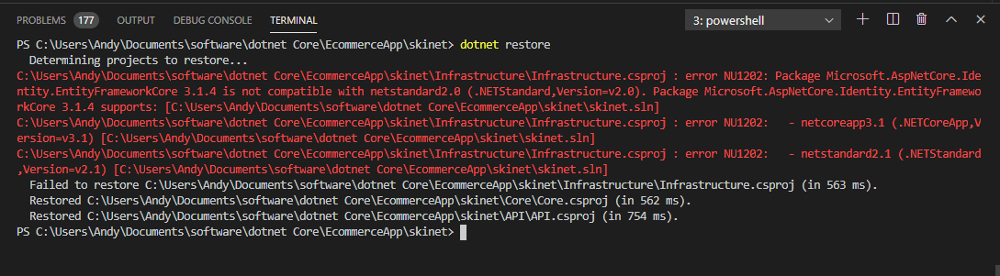 PROBLEMS 177 OUTPUT DEBUG CONSOLE TERMINAL 3: powershell
PS C:\Users\Andy\Documents\software\dotnet Core\EcommerceApp\skinet> dotnet restore
Determining projects to restore...
C:\Users\Andy\Documents\software\dotnet Core\EcommerceApp\skinet\Infrastructure\Infrastructure.csproj : error NU1202: Package Microsoft.AspNetCore.Ide
ntity.EntityFrameworkCore 3.1.4 is not compatible with netstandard2.0 (.NETStandard,Version=v2.0). Package Microsoft.AspNetCore.Identity.EntityFramewo
rkCore 3.1.4 supports: [C:\Users\Andy\Documents\software\dotnet Core\EcommerceApp\skinet\skinet.sln]
C:\Users\Andy\Documents\software\dotnet Core\EcommerceApp\skinet\Infrastructure\Infrastructure.csproj : error NU1202:   - netcoreapp3.1 (.NETCoreApp,V
ersion=v3.1) [C:\Users\Andy\Documents\software\dotnet Core\EcommerceApp\skinet\skinet.sln]
C:\Users\Andy\Documents\software\dotnet Core\EcommerceApp\skinet\Infrastructure\Infrastructure.csproj : error NU1202:   - netstandard2.1 (.NETStandard
,Version=v2.1) [C:\Users\Andy\Documents\software\dotnet Core\EcommerceApp\skinet\skinet.sln]
Failed to restore C:\Users\Andy\Documents\software\dotnet Core\EcommerceApp\skinet\Infrastructure\Infrastructure.csproj (in 563 ms).
Restored C:\Users\Andy\Documents\software\dotnet Core\EcommerceApp\skinet\Core\Core.csproj (in 562 ms).
Restored C:\Users\Andy\Documents\software\dotnet Core\EcommerceApp\skinet\API\API.csproj (in 754 ms).
PS C:\Users\Andy\Documents\software\dotnet Core\EcommerceApp\skinet>